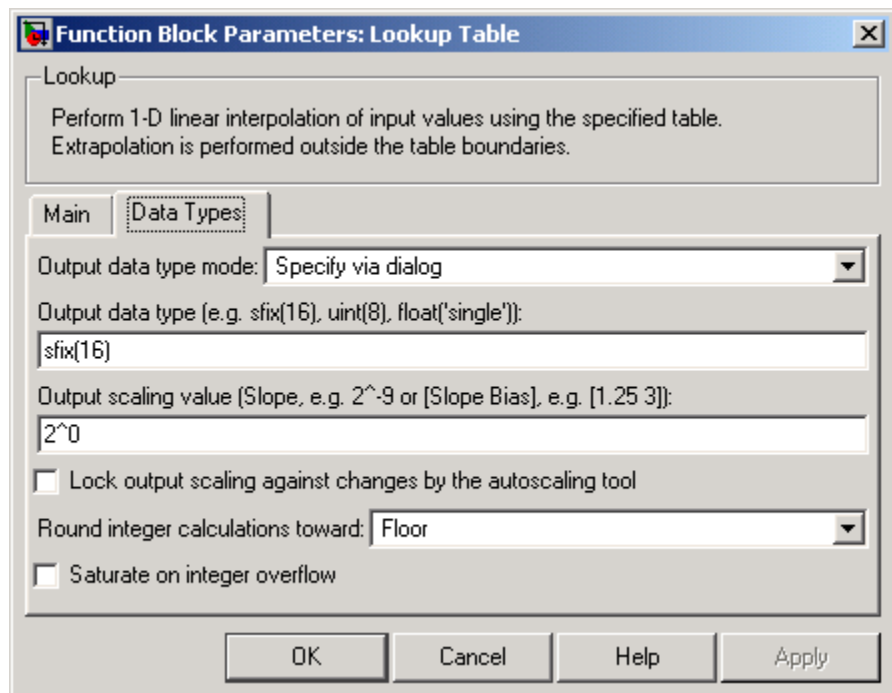 Function Block Parameters: Lookup Table
Lookup
Perform 1-D linear interpolation of input values using the specified table.
Extrapolation is performed outside the table boundaries.
Main Data Types
Output data type mode: Specify via dialog
Output data type (e.g. sfix(16), uint(8), float('single')):
sfix(16)
Output scaling value (Slope, e.g. 2^-9 or [Slope Bias], e.g. [1.25 3]):
2^0
Lock output scaling against changes by the autoscaling tool
Round integer calculations toward: Floor
Saturate on integer overflow
OK Cancel Help Apply